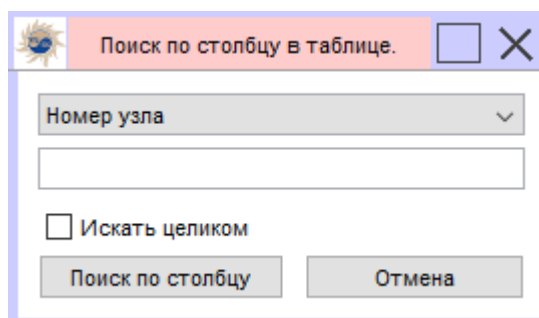 Поиск по столбцу в таблице.
Номер узла
Искать целиком
Поиск по столбцу
Отмена